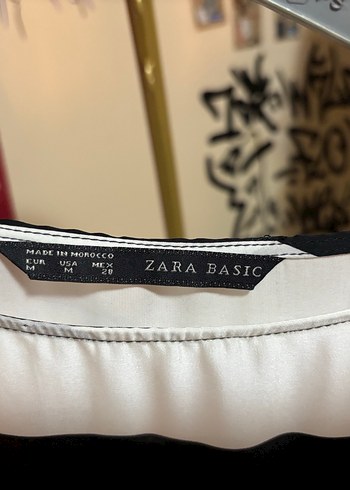 MADE IN MOROCCO
EUR USA MEX
M M 28
ZARA BASIC